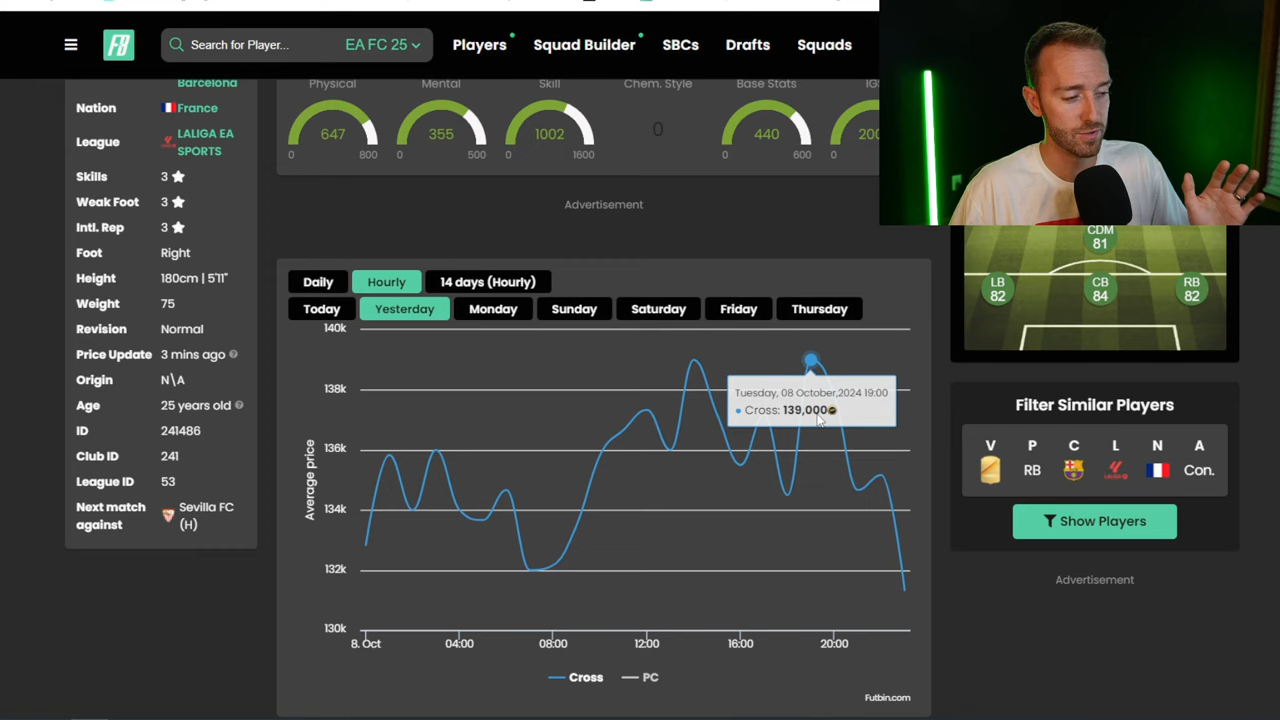 F8
Search for Player...
EA FC 25
Players
Squad Builder
SBCs
Drafts
Squads
Barcelona
Nation
France
League
LALIGA EA
SPORTS
Skills
3
Weak Foot
3
Intl. Rep
3
Foot
Right
Height
180cm | 5'11"
Weight
75
Revision
Normal
Price Update
3 mins ago
Origin
N\A
Age
25 years old
ID
241486
Club ID
241
League ID
53
Next match
against
Sevilla FC
(H)
Physical
Mental
Skill
Chem. Style
Base Stats
647
355
1002
0
440
0
800
0
500
0
1600
0
600
0
Advertisement
Daily
Hourly
14 days (Hourly)
Today
Yesterday
Monday
Sunday
Saturday
Friday
Thursday
140k
138k
136k
134k
132k
130k
Average price
Tuesday, 08 October,2024 19:00
Cross: 139,000
8. Oct
04:00
08:00
12:00
16:00
20:00
Cross
PC
Futbin.com
CDM
81
LB
82
CB
84
RB
82
Filter Similar Players
V
P
C
L
N
A
RB
Con.
Show Players
Advertisement